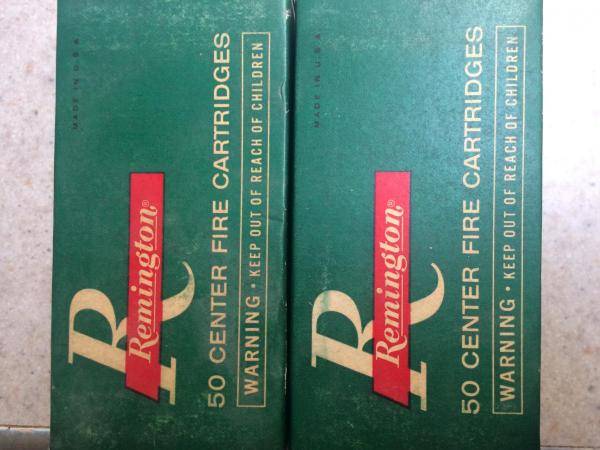 MADE IN U.S.A.
R
Remington®
50 CENTER FIRE CARTRIDGES
WARNING • KEEP OUT OF REACH OF CHILDREN
MADE IN U.S.A.
R
Remington®
50 CENTER FIRE CARTRIDGES
WARNING • KEEP OUT OF REACH OF CHILDREN